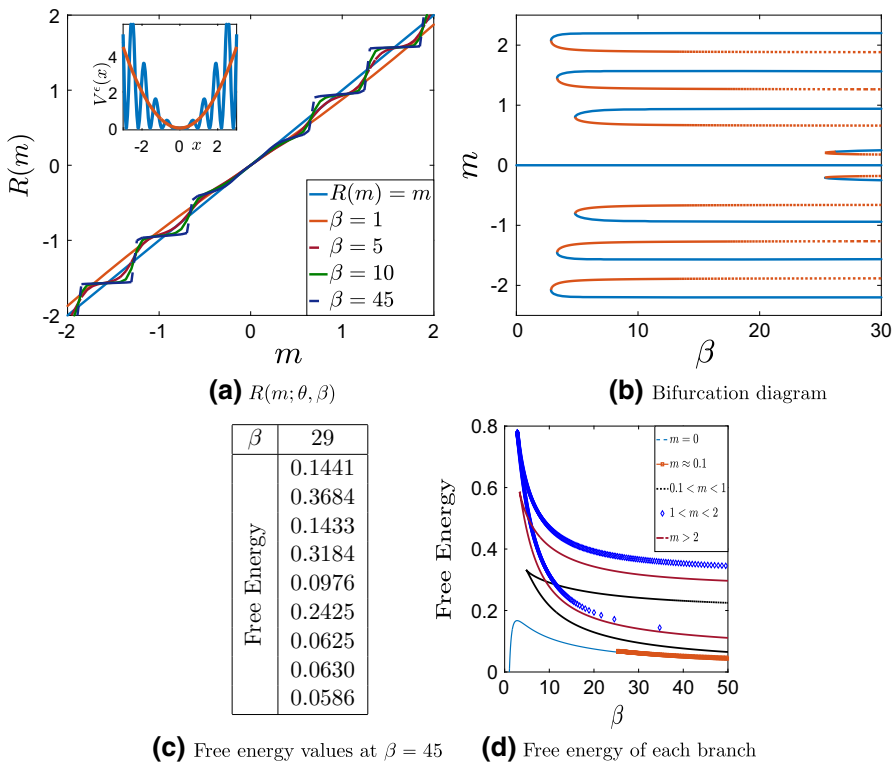 2
1
0
-1
-2
-2
-1
0
1
2
R(m)
m
4
2
0
-2
0
2
V^ϵ(x)
x
R(m) = m
β = 1
β = 5
β = 10
β = 45
(a) R(m; θ, β)
2
1
0
-1
-2
0
10
20
30
m
β
(b) Bifurcation diagram
β 29
Free Energy
0.1441
0.3684
0.1433
0.3184
0.0976
0.2425
0.0625
0.0630
0.0586
(c) Free energy values at β = 45
0.8
0.6
0.4
0.2
0
0
10
20
30
40
50
Free Energy
β
m = 0
m ≈ 0.1
0.1 < m < 1
1 < m < 2
m > 2
(d) Free energy of each branch